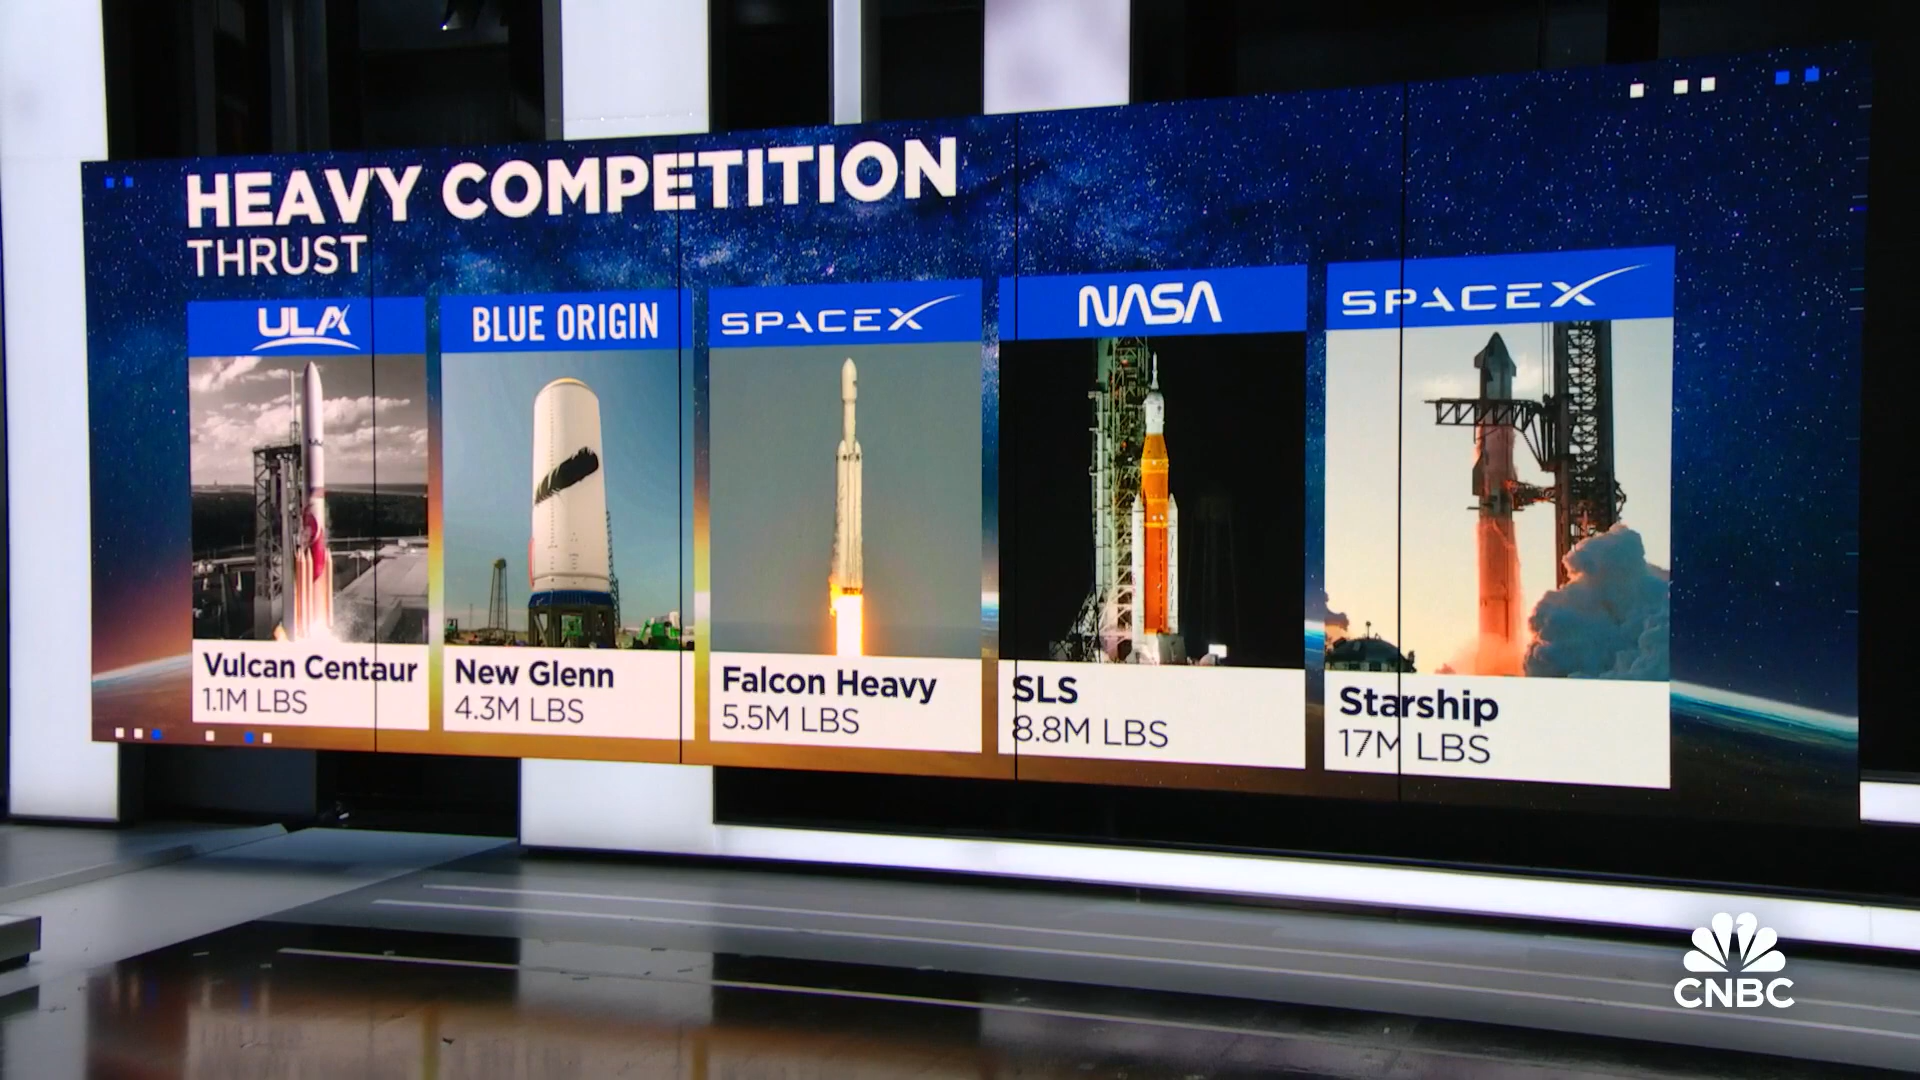 HEAVY COMPETITION
THRUST
ULA
BLUE ORIGIN
SPACEX
NASA
SPACEX
Vulcan Centaur
1.1M LBS
New Glenn
4.3M LBS
Falcon Heavy
5.5M LBS
SLS
8.8M LBS
Starship
17M LBS
CNBC